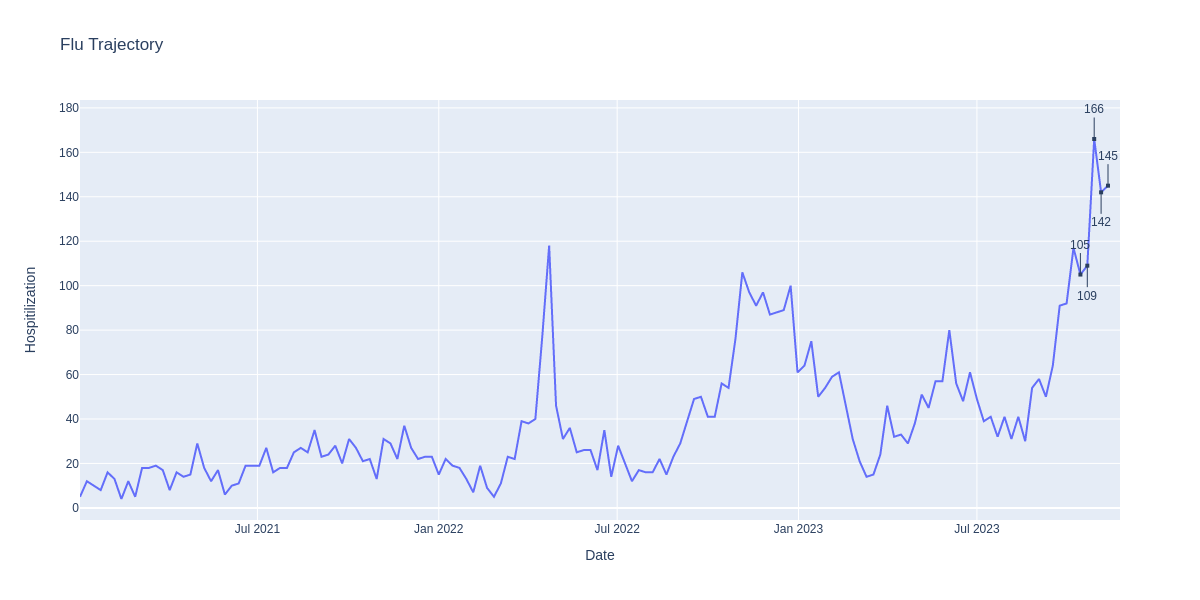 Flu Trajectory
180
160
140
120
100
80
60
40
20
0
Hospitilization
166
145
142
105
109
Jul 2021
Jan 2022
Jul 2022
Jan 2023
Jul 2023
Date